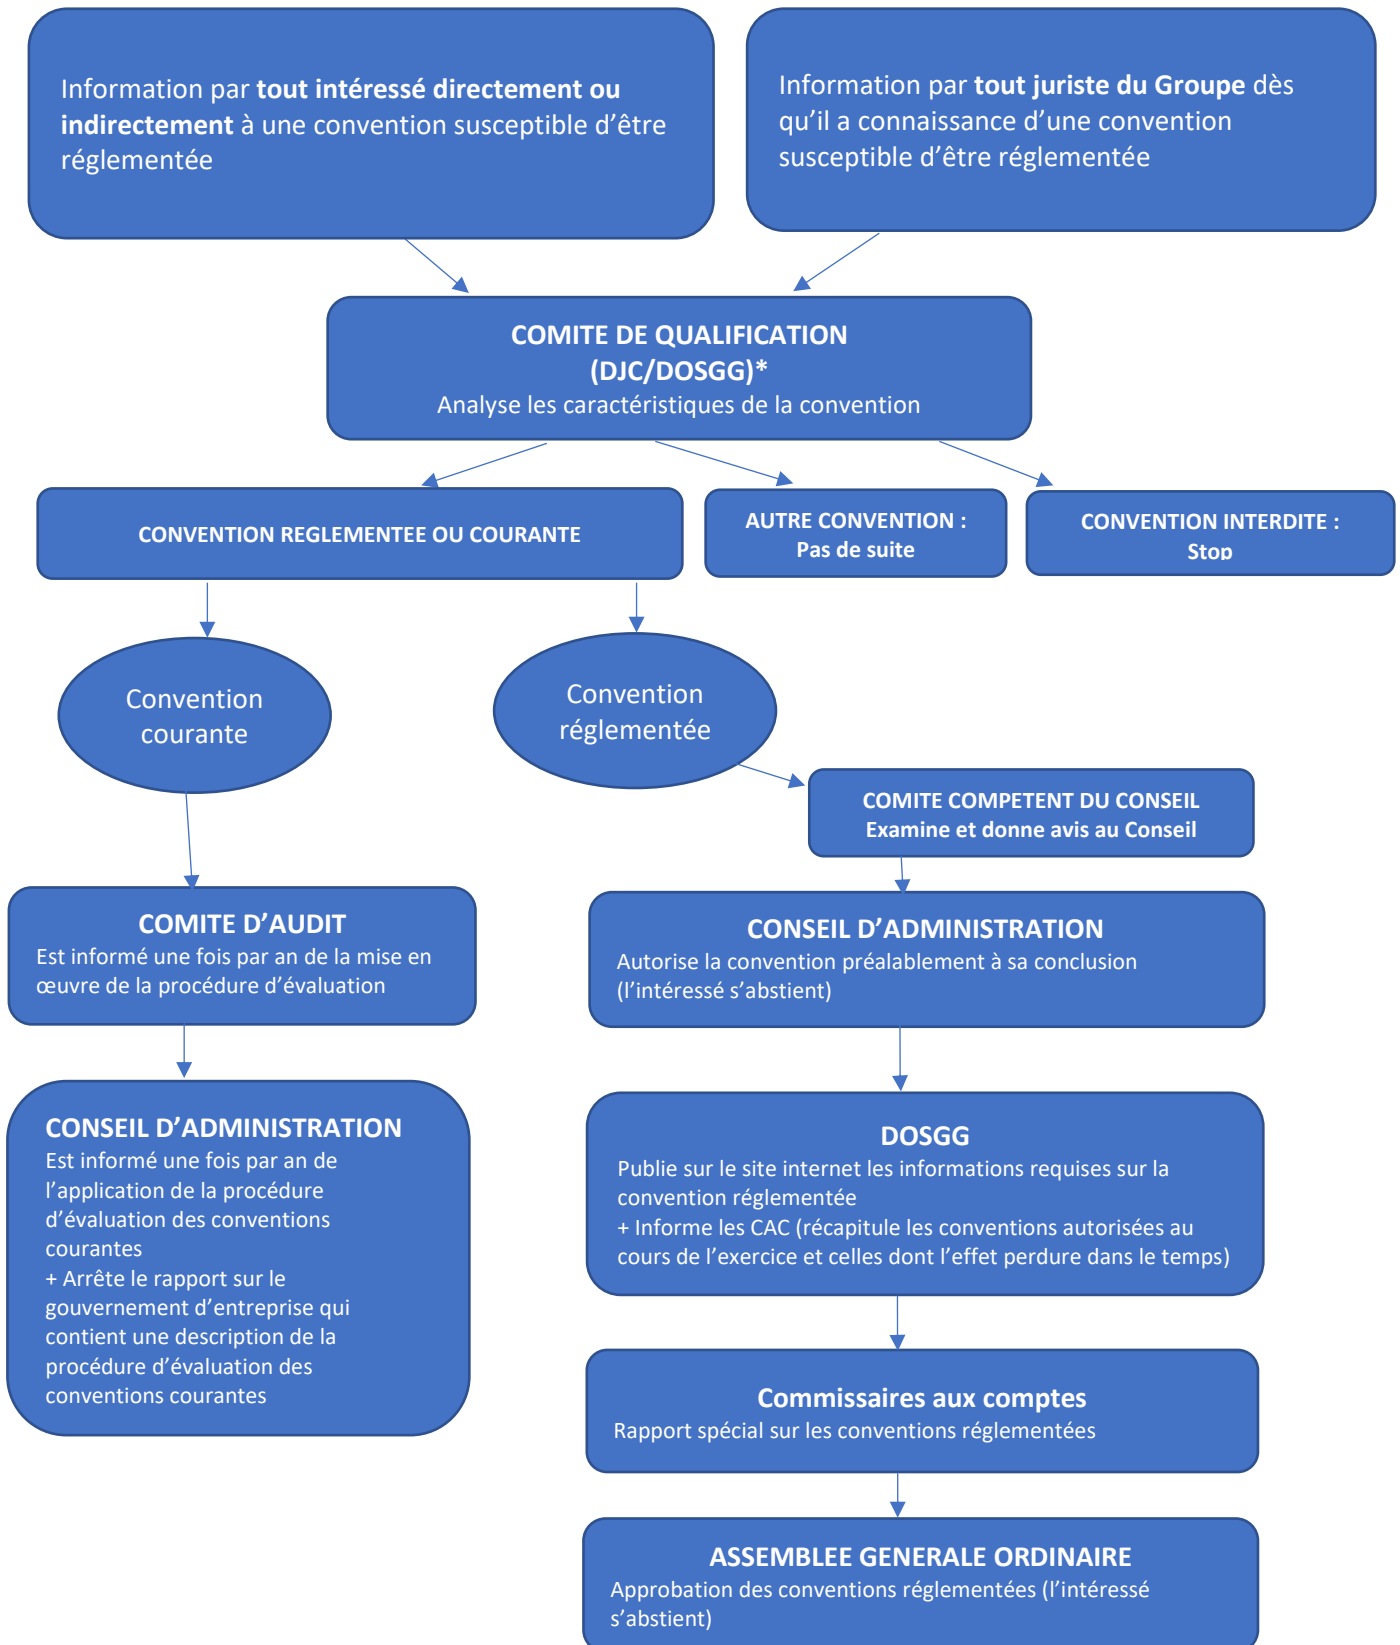 Information par tout intéressé directement ou
indirectement à une convention susceptible d’être
réglementée
Information par tout juriste du Groupe dès
qu’il a connaissance d’une convention
susceptible d’être réglementée
COMITE DE QUALIFICATION
(DJC/DOSGG)*
Analyse les caractéristiques de la convention
CONVENTION REGLEMENTEE OU COURANTE
AUTRE CONVENTION :
Pas de suite
CONVENTION INTERDITE :
Stop
Convention
courante
Convention
réglementée
COMITE COMPETENT DU CONSEIL
Examine et donne avis au Conseil
COMITE D’AUDIT
Est informé une fois par an de la mise en
œuvre de la procédure d’évaluation
CONSEIL D’ADMINISTRATION
Autorise la convention préalablement à sa conclusion
(l’intéressé s’abstient)
CONSEIL D’ADMINISTRATION
Est informé une fois par an de
l’application de la procédure
d’évaluation des conventions
courantes
+ Arrête le rapport sur le
gouvernement d’entreprise qui
contient une description de la
procédure d’évaluation des
conventions courantes
DOSGG
Publie sur le site internet les informations requises sur la
convention réglementée
+ Informe les CAC (récapitule les conventions autorisées au
cours de l’exercice et celles dont l’effet perdure dans le temps)
Commissaires aux comptes
Rapport spécial sur les conventions réglementées
ASSEMBLEE GENERALE ORDINAIRE
Approbation des conventions réglementées (l’intéressé
s’abstient)